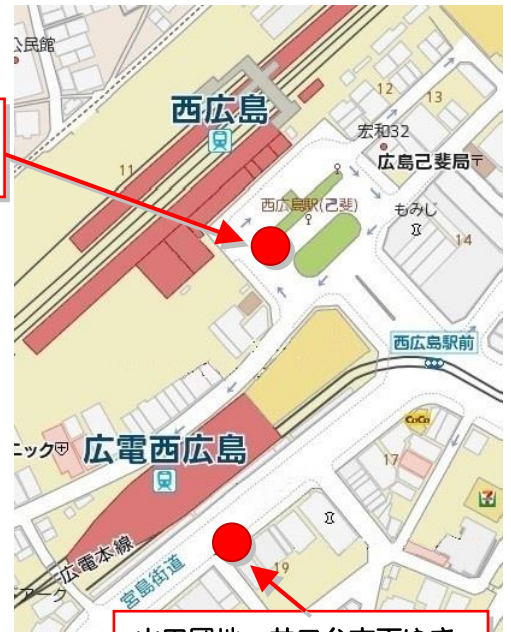 公民館
西広島
12
13
宏和32
広島己斐局〒
11
西広島駅(己斐)
もみじ
14
西広島駅前
CoCo
ニック
広電西広島
17
7
広電本線
宮島街道
19
アーク